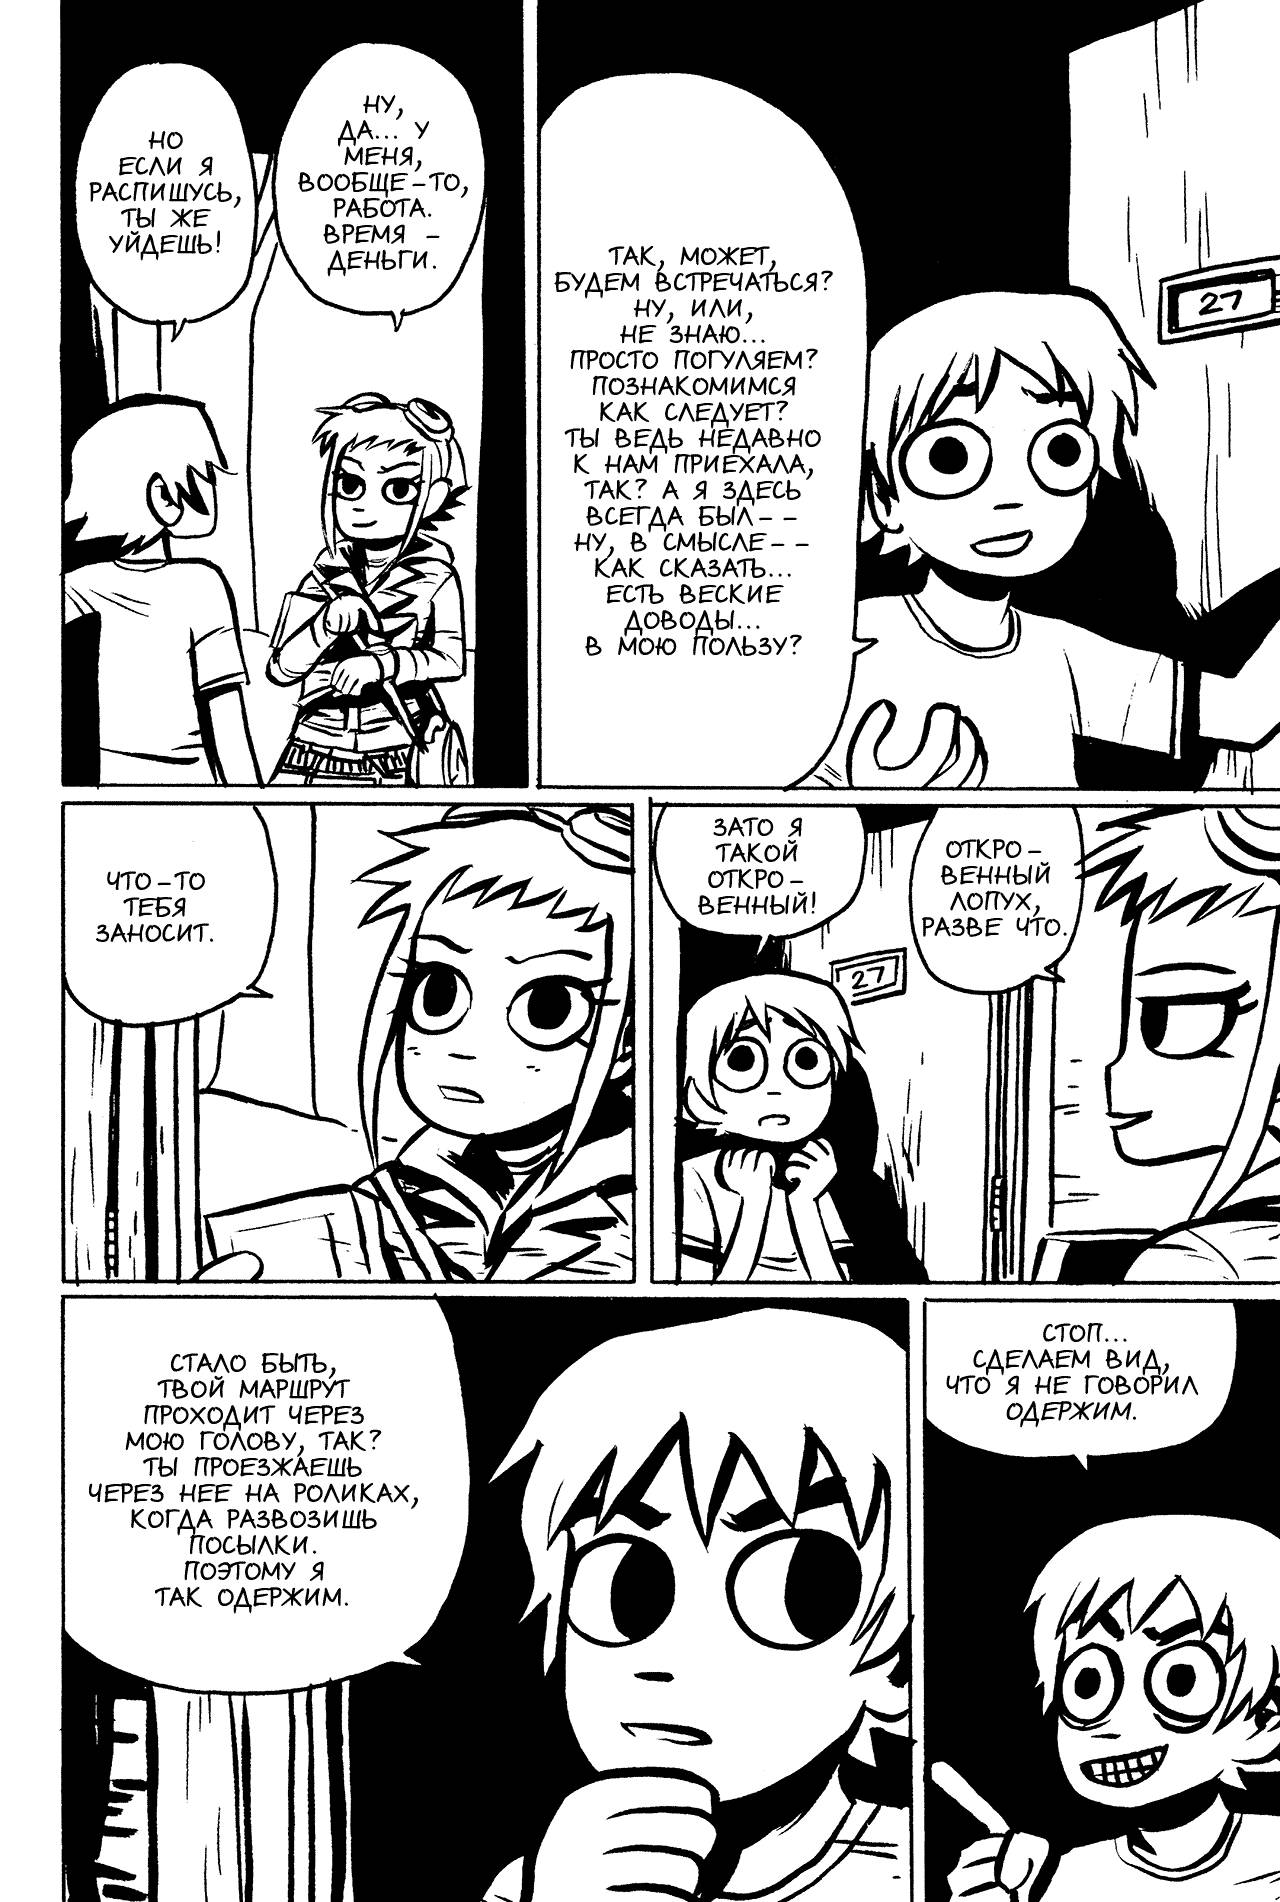 НО
ЕСЛИ Я
РАСПИШУСЬ,
ТЫ ЖЕ
УЙДЕШЬ!
НУ,
ДА... У
МЕНЯ,
ВООБЩЕ-ТО,
РАБОТА.
ВРЕМЯ -
ДЕНЬГИ.
ТАК, МОЖЕТ,
БУДЕМ ВСТРЕЧАТЬСЯ?
НУ, ИЛИ,
НЕ ЗНАЮ...
ПРОСТО ПОГУЛЯЕМ?
ПОЗНАКОМИМСЯ
КАК СЛЕДУЕТ?
ТЫ ВЕДЬ НЕДАВНО
К НАМ ПРИЕХАЛА,
ТАК? А Я ЗДЕСЬ
ВСЕГДА БЫЛ--
НУ, В СМЫСЛЕ--
КАК СКАЗАТЬ...
ЕСТЬ ВЕСКИЕ
ДОВОДЫ...
В МОЮ ПОЛЬЗУ?
27
ЧТО-ТО
ТЕБЯ
ЗАНОСИТ.
ЗАТО Я
ТАКОЙ
ОТКРО-
ВЕННЫЙ!
27
ОТКРО-
ВЕННЫЙ
ЛОПУХ,
РАЗВЕ ЧТО.
СТАЛО БЫТЬ,
ТВОЙ МАРШРУТ
ПРОХОДИТ ЧЕРЕЗ
МОЮ ГОЛОВУ, ТАК?
ТЫ ПРОЕЗЖАЕШЬ
ЧЕРЕЗ НЕЕ НА РОЛИКАХ,
КОГДА РАЗВОЗИШЬ
ПОСЫЛКИ.
ПОЭТОМУ Я
ТАК ОДЕРЖИМ.
СТОП...
СДЕЛАЕМ ВИД,
ЧТО Я НЕ ГОВОРИЛ
ОДЕРЖИМ.